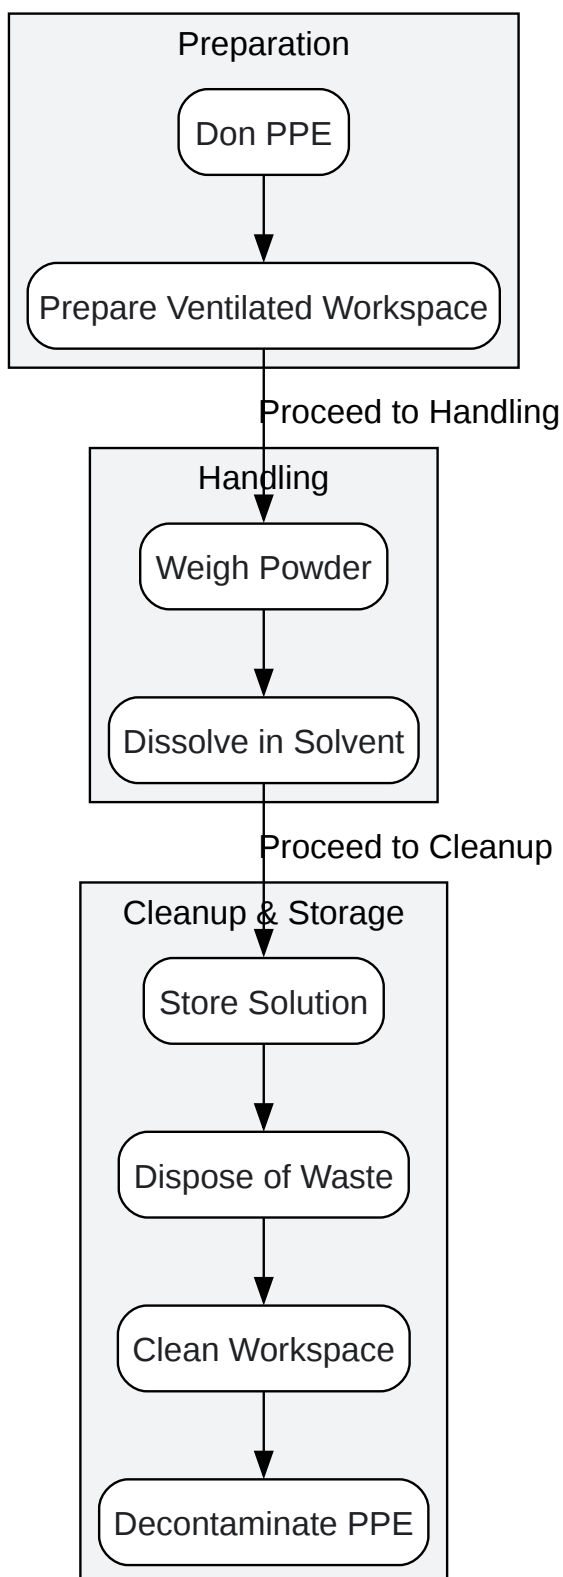 Preparation
Don PPE
Prepare Ventilated Workspace
Proceed to Handling
Handling
Weigh Powder
Dissolve in Solvent
Proceed to Cleanup
Cleanup & Storage
Store Solution
Dispose of Waste
Clean Workspace
Decontaminate PPE